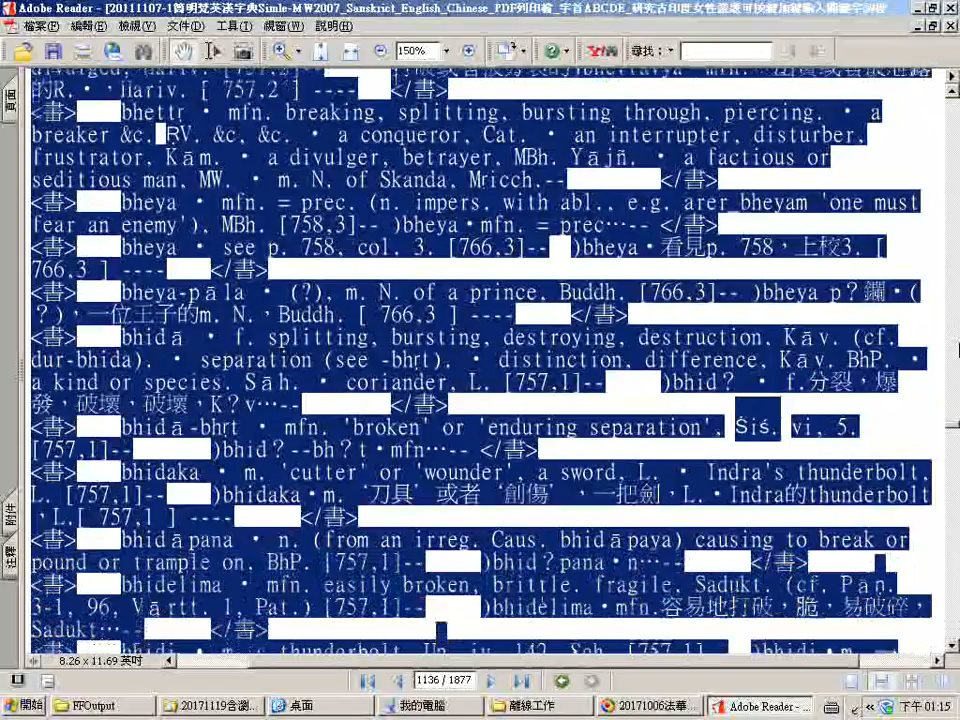 Adobe Reader - [20111107-1簡明梵英漢字典Simle-MW2007_Sanskrict_English_Chinese_PDF列印檔_字首ABCDE_研究古印度女性
檔案(F) 編輯(E) 檢視(V) 文件(D) 工具(T) 視窗(W) 說明(H)
150% 尋找：
的R.‧, Hariv. [ 757,2 ] ---- </書>
<書> bhettṛ ‧ mfn. breaking, splitting, bursting through, piercing. ‧ a
breaker &c. RV. &c. &c. ‧ a conqueror, Cat. ‧ an interrupter, disturber,
frustrator, Kām. ‧ a divulger, betrayer, MBh. Yājñ. ‧ a factious or
seditious man, MW. ‧ m. N. of Skanda, Mṛicch.-- </書>
<書> bheya ‧ mfn. = prec. (n. impers. with abl., e.g. arer_bheyam 'one must
fear an enemy'), MBh. [758,3]-- )bheya‧mfn. = prec…-- </書>
<書> bheya ‧ see p. 758, col. 3. [766,3]-- )bheya‧看見p. 758，上校3. [
766,3 ] ---- </書>
<書> bheya-pāla ‧ (?), m. N. of a prince, Buddh. [766,3]-- )bheya p？鑭‧(
?)，一位王子的m. N.，Buddh. [ 766,3 ] ---- </書>
<書> bhidā ‧ f. splitting, bursting, destroying, destruction, Kāv. (cf.
dur-bhida). ‧ separation (see -bhṛt). ‧ distinction, difference, Kāv. BhP. ‧
a kind or species. Sāh. ‧ coriander, L. [757,1]-- )bhid？ ‧ f.分裂，爆
發，破壞，破壞，K？v…-- </書>
<書> bhidā-bhṛt ‧ mfn. 'broken' or 'enduring separation', Śiś. vi, 5.
[757,1]-- )bhid？--bh？t‧mfn…-- </書>
<書> bhidaka ‧ m. 'cutter' or 'wounder', a sword, L. ‧ Indra's thunderbolt,
L. [757,1]-- )bhidaka‧m. ‘刀具’或者‘創傷’，一把劍，L.‧Indra的thunderbolt
，L.[ 757,1 ] ---- </書>
<書> bhidāpana ‧ n. (from an irreg. Caus. bhidāpaya) causing to break or
pound or trample on, BhP. [757,1]-- )bhid？pana‧n…-- </書>
<書> bhidelima ‧ mfn. easily broken, brittle. fragile, Sadukt. (cf. Pāṇ.
3-1, 96, Vārtt. 1, Pat.) [757,1]-- )bhidelima‧mfn.容易地打破，脆，易破碎，
Sadukt…-- </書>
8.26 x 11.69 英吋
1136 / 1877
頁面
附件
注釋
開始 FFOutput 20171119含瀏... 桌面 我的電腦 離線工作 20171006法華... Adobe Reader - ... 下午 01:15